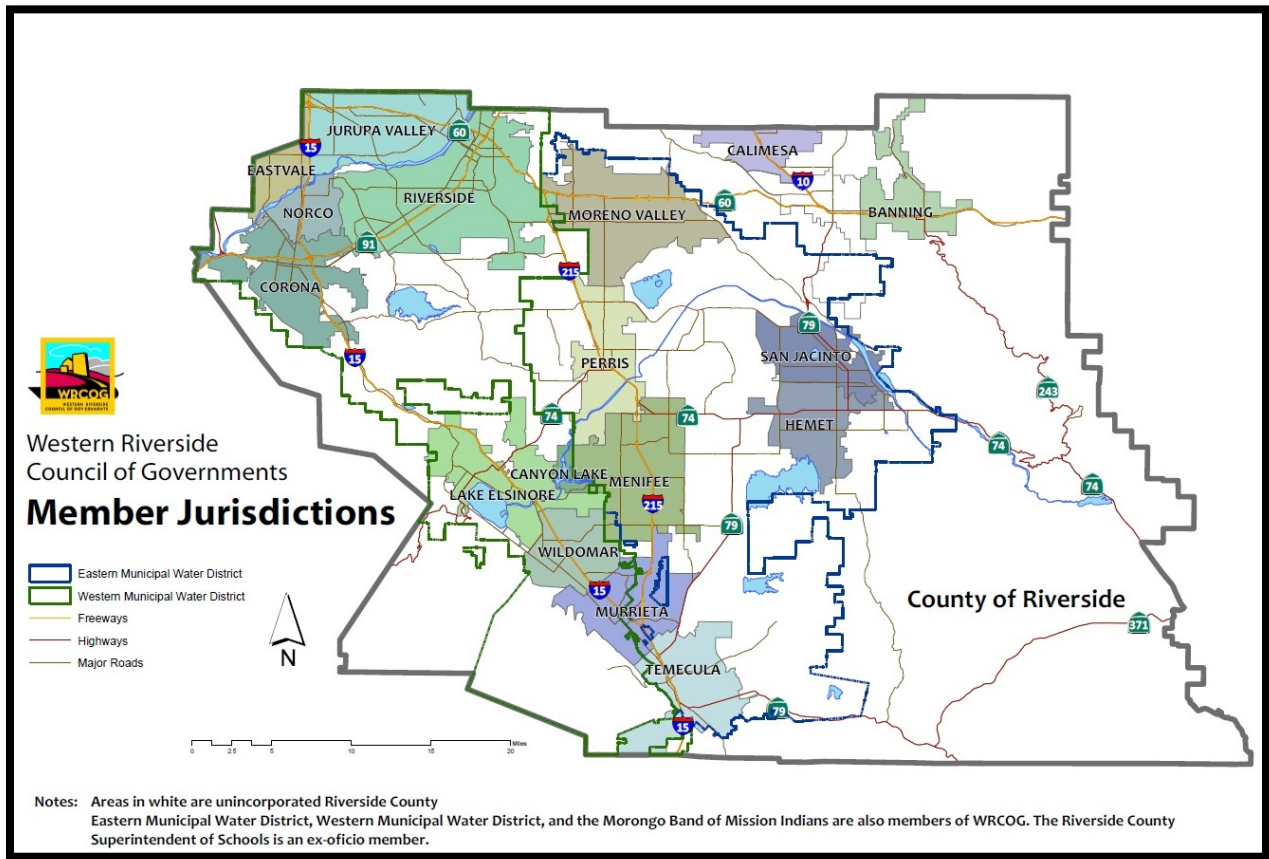 JURUPA VALLEY
60
15
EASTVALE
CALIMESA
10
NORCO
RIVERSIDE
60
MORENO VALLEY
BANNING
91
215
CORONA
79
15
PERRIS
SAN JACINTO
243
WRCOG
WESTERN RIVERSIDE
COUNCIL OF GOVERNMENTS
74
74
HEMET
74
Western Riverside
Council of Governments
Member Jurisdictions
CANYON LAKE
MENIFEE
LAKE ELSINORE
215
74
79
WILDOMAR
15
MURRIETA
County of Riverside
371
TEMECULA
79
15
Eastern Municipal Water District
Western Municipal Water District
Freeways
Highways
Major Roads
N
0 2.5 5 10 15 20 Miles
Notes: Areas in white are unincorporated Riverside County
Eastern Municipal Water District, Western Municipal Water District, and the Morongo Band of Mission Indians are also members of WRCOG. The Riverside County
Superintendent of Schools is an ex-oficio member.